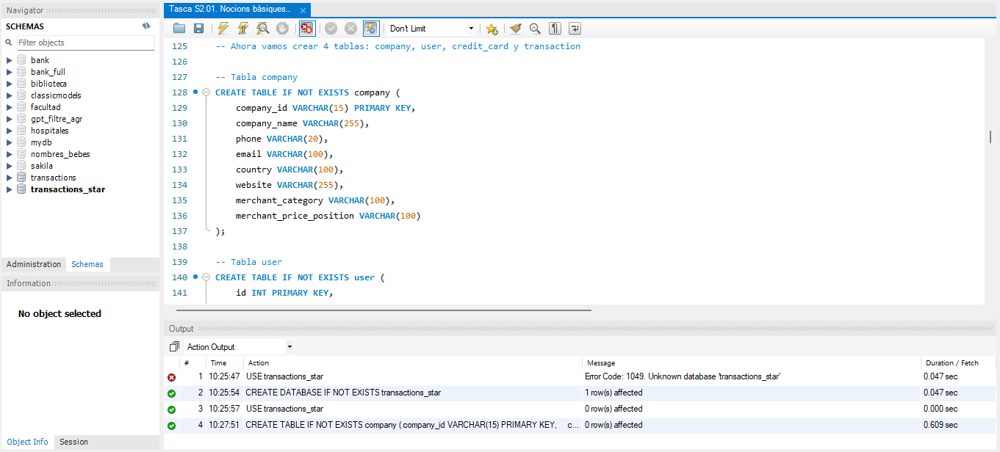 Navigator
SCHEMAS
Filter objects
bank
bank_full
biblioteca
classicmodels
facultad
gpt_filtre_agr
hospitales
mydb
nombres_bebes
sakila
transactions
transactions_star
Administration Schemas
Information
No object selected
Object Info Session
Tasca S2.01. Nocions bàsiques...
Don't Limit
125 -- Ahora vamos crear 4 tablas: company, user, credit_card y transaction
126
127 -- Tabla company
128 CREATE TABLE IF NOT EXISTS company (
129 company_id VARCHAR(15) PRIMARY KEY,
130 company_name VARCHAR(255),
131 phone VARCHAR(20),
132 email VARCHAR(100),
133 country VARCHAR(100),
134 website VARCHAR(255),
135 merchant_category VARCHAR(100),
136 merchant_price_position VARCHAR(100)
137 );
138
139 -- Tabla user
140 CREATE TABLE IF NOT EXISTS user (
141 id INT PRIMARY KEY,
Output
Action Output
# Time Action Message Duration / Fetch
1 10:25:47 USE transactions_star Error Code: 1049. Unknown database 'transactions_star' 0.047 sec
2 10:25:54 CREATE DATABASE IF NOT EXISTS transactions_star 1 row(s) affected 0.047 sec
3 10:25:57 USE transactions_star 0 row(s) affected 0.000 sec
4 10:27:51 CREATE TABLE IF NOT EXISTS company ( company_id VARCHAR(15) PRIMARY KEY, c... 0 row(s) affected 0.609 sec